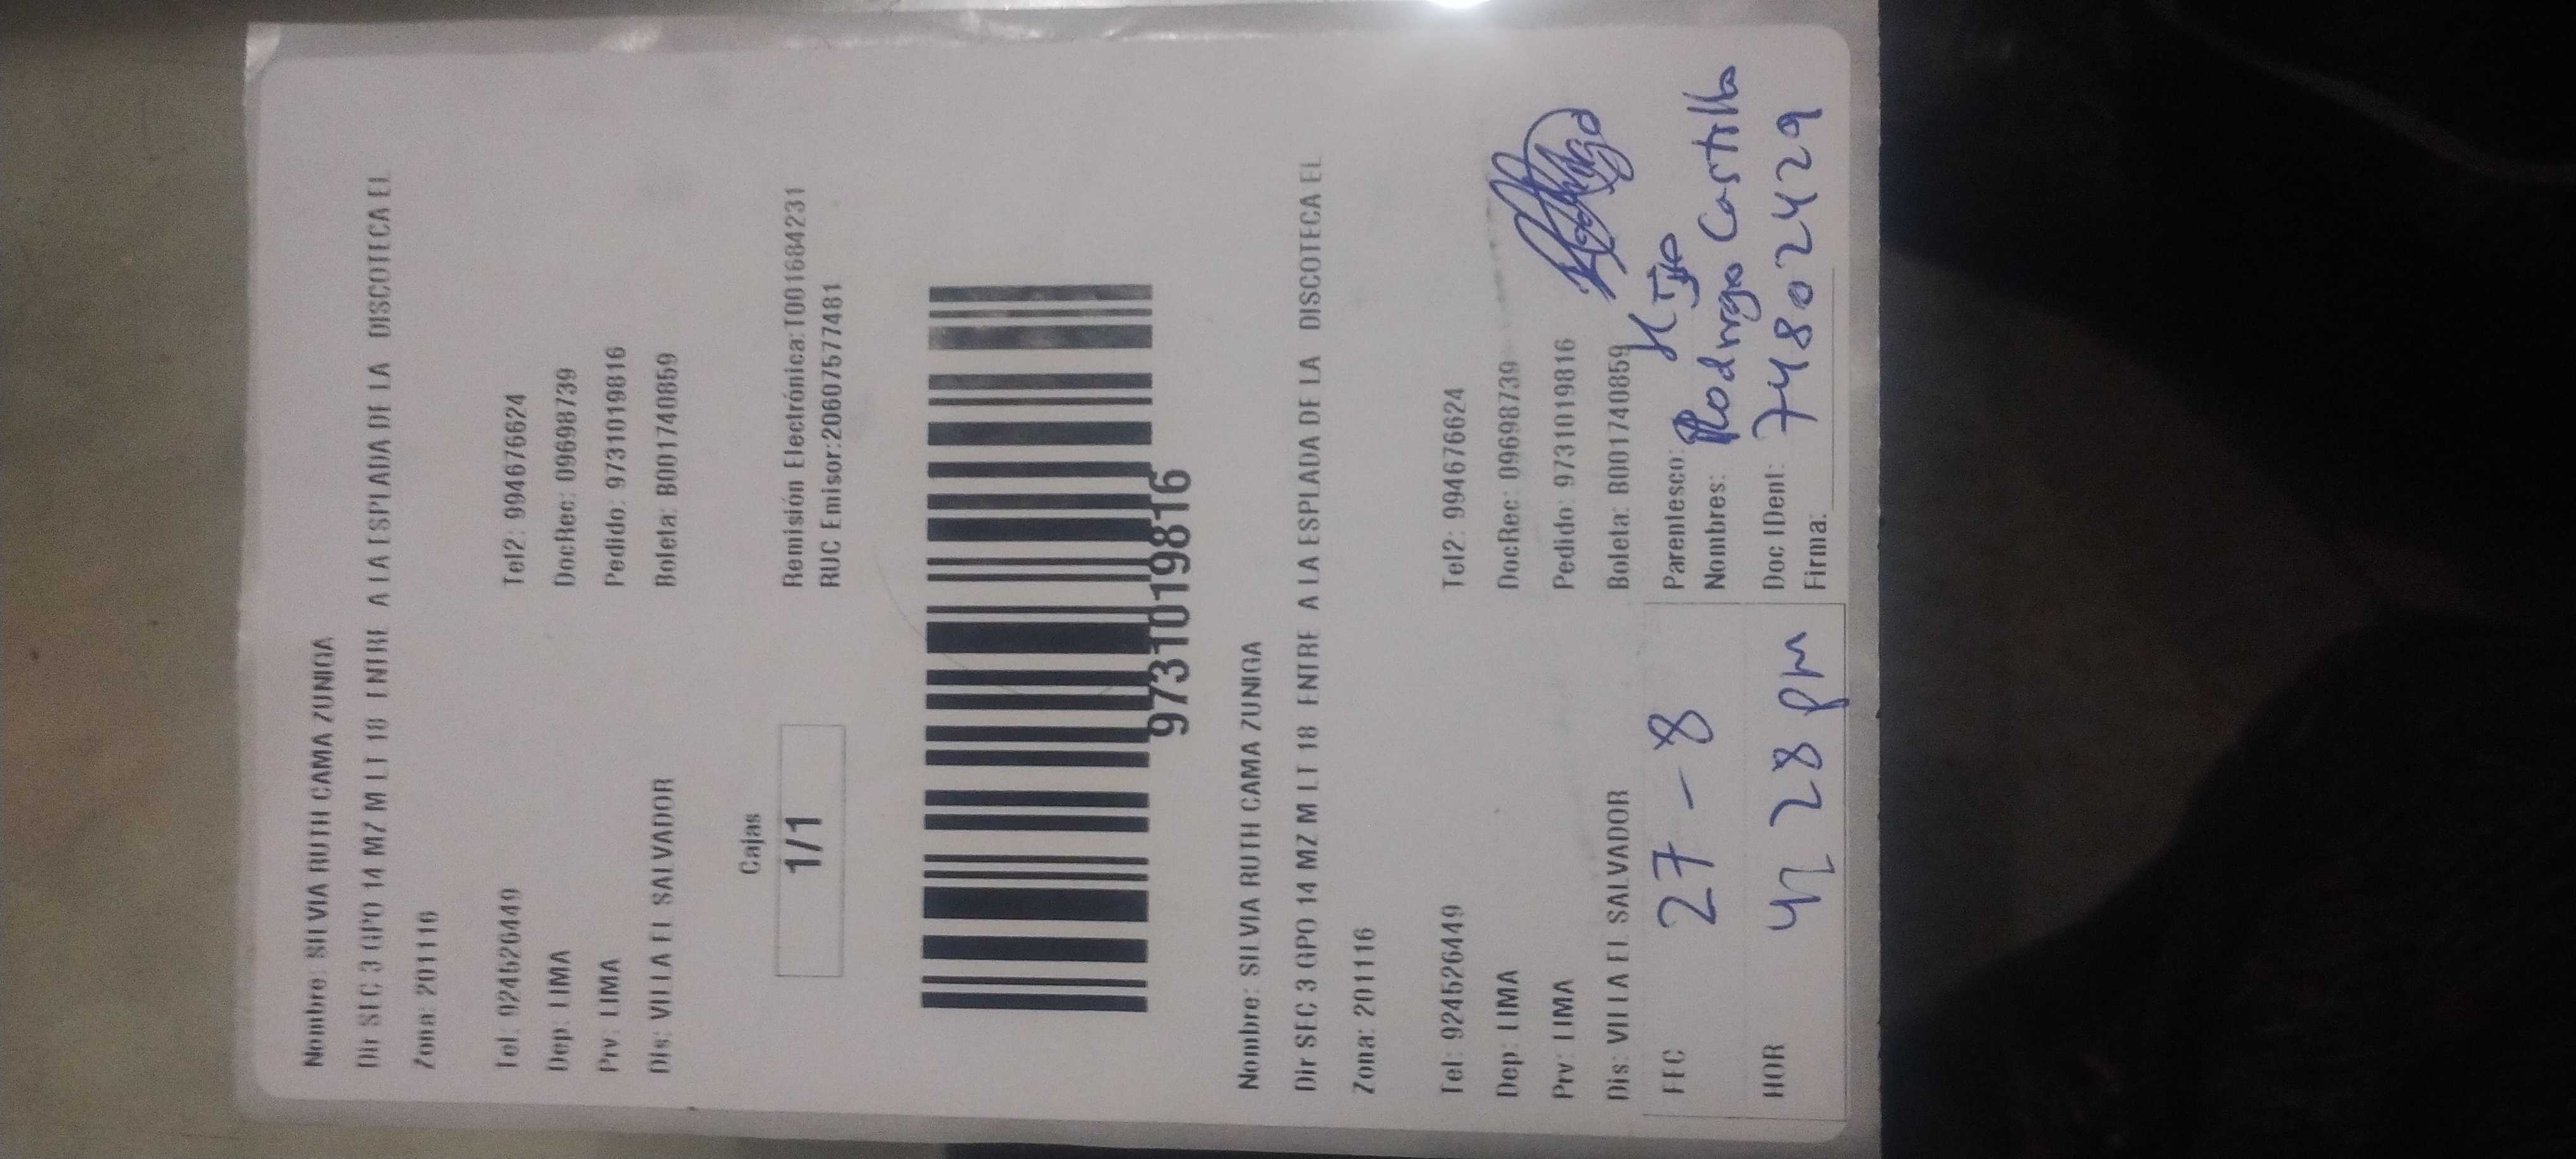 Nombre: SILVIA RUTH CAMA ZUNIGA
Dir SEC 3 GPO 14 MZ M LT 18 ENTRE A LA ESPLADA DE LA DISCOTECA EL
Zona: 201116
Tel: 924526449 Tel2: 994676624
Dep: LIMA DocRec: 09698739
Prv: LIMA Pedido: 9731019816
Dis: VILLA EL SALVADOR Boleta: B001740859
Cajas
1/1
Remisión Electrónica:T001684231
RUC Emisor:20607577481
9731019816
Nombre: SILVIA RUTH CAMA ZUNIGA
Dir SEC 3 GPO 14 MZ M LT 18 ENTRE A LA ESPLADA DE LA DISCOTECA EL
Zona: 201116
Tel: 924526449 Tel2: 994676624
Dep: LIMA DocRec: 09698739
Prv: LIMA Pedido: 9731019816
Dis: VILLA EL SALVADOR Boleta: B001740859
FEC 27-8 Parentesco: HIJO
Nombres: Rodrigo Castillo
HOR 4 28 pm Doc IDent: 74802429
Firma: